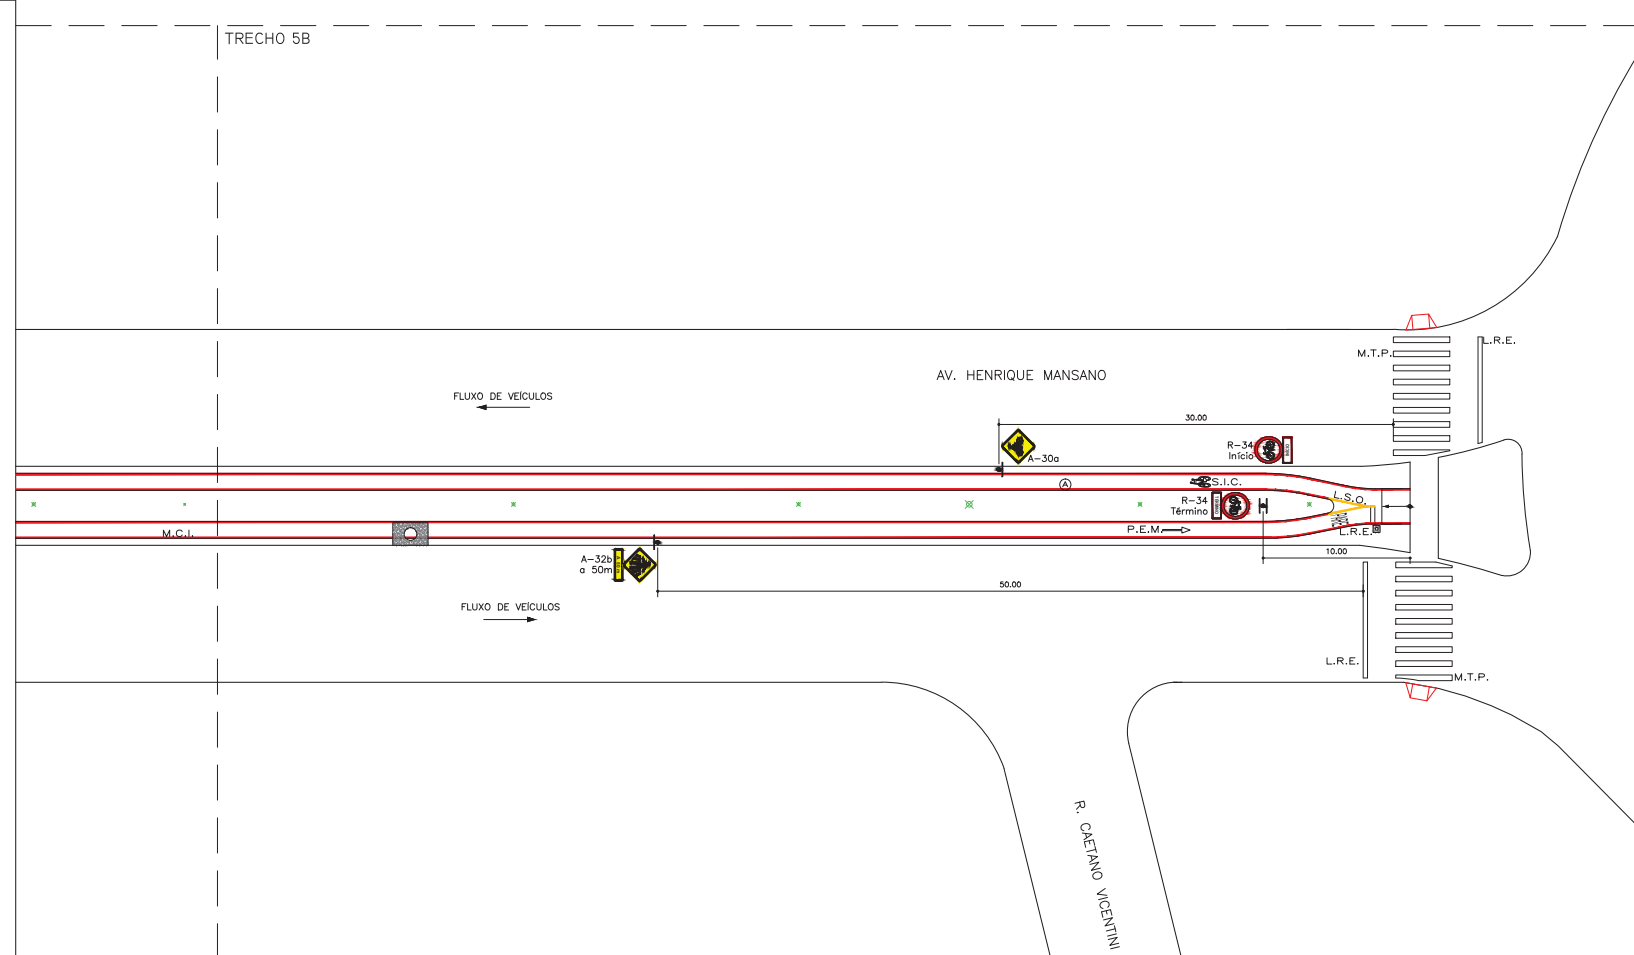 TRECHO 5B
L.R.E.
M.T.P.
AV. HENRIQUE MANSANO
FLUXO DE VEÍCULOS
30.00
R-34
Início
A-30a
S.I.C.
L.S.O.
R-34
Término
P.E.M.
L.R.E.
M.C.I.
A
10.00
A-32b
a 50m
50.00
FLUXO DE VEÍCULOS
L.R.E.
M.T.P.
R. CAETANO VICENTINI